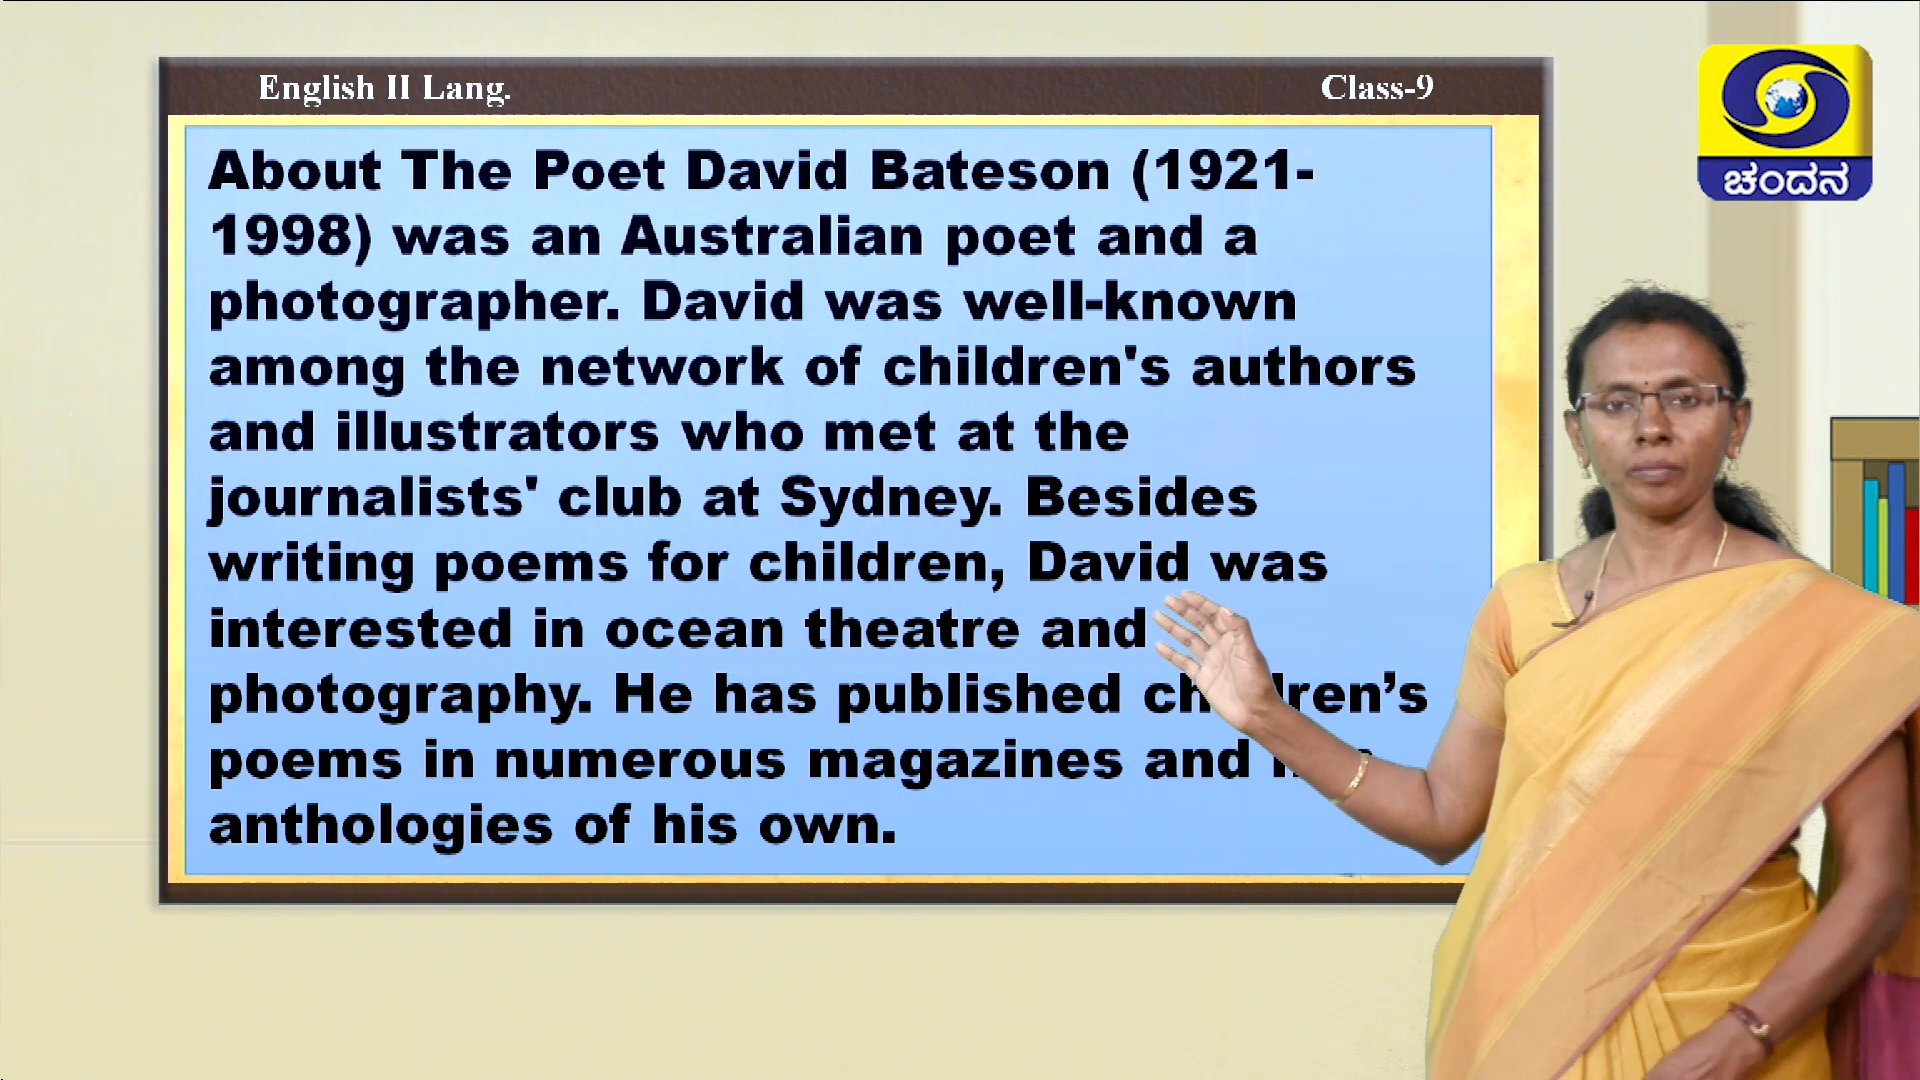 English II Lang.
Class-9
ಚಂದನ
About The Poet David Bateson (1921-
1998) was an Australian poet and a
photographer. David was well-known
among the network of children's authors
and illustrators who met at the
journalists' club at Sydney. Besides
writing poems for children, David was
interested in ocean theatre and
photography. He has published
poems in numerous magazines and
anthologies of his own.